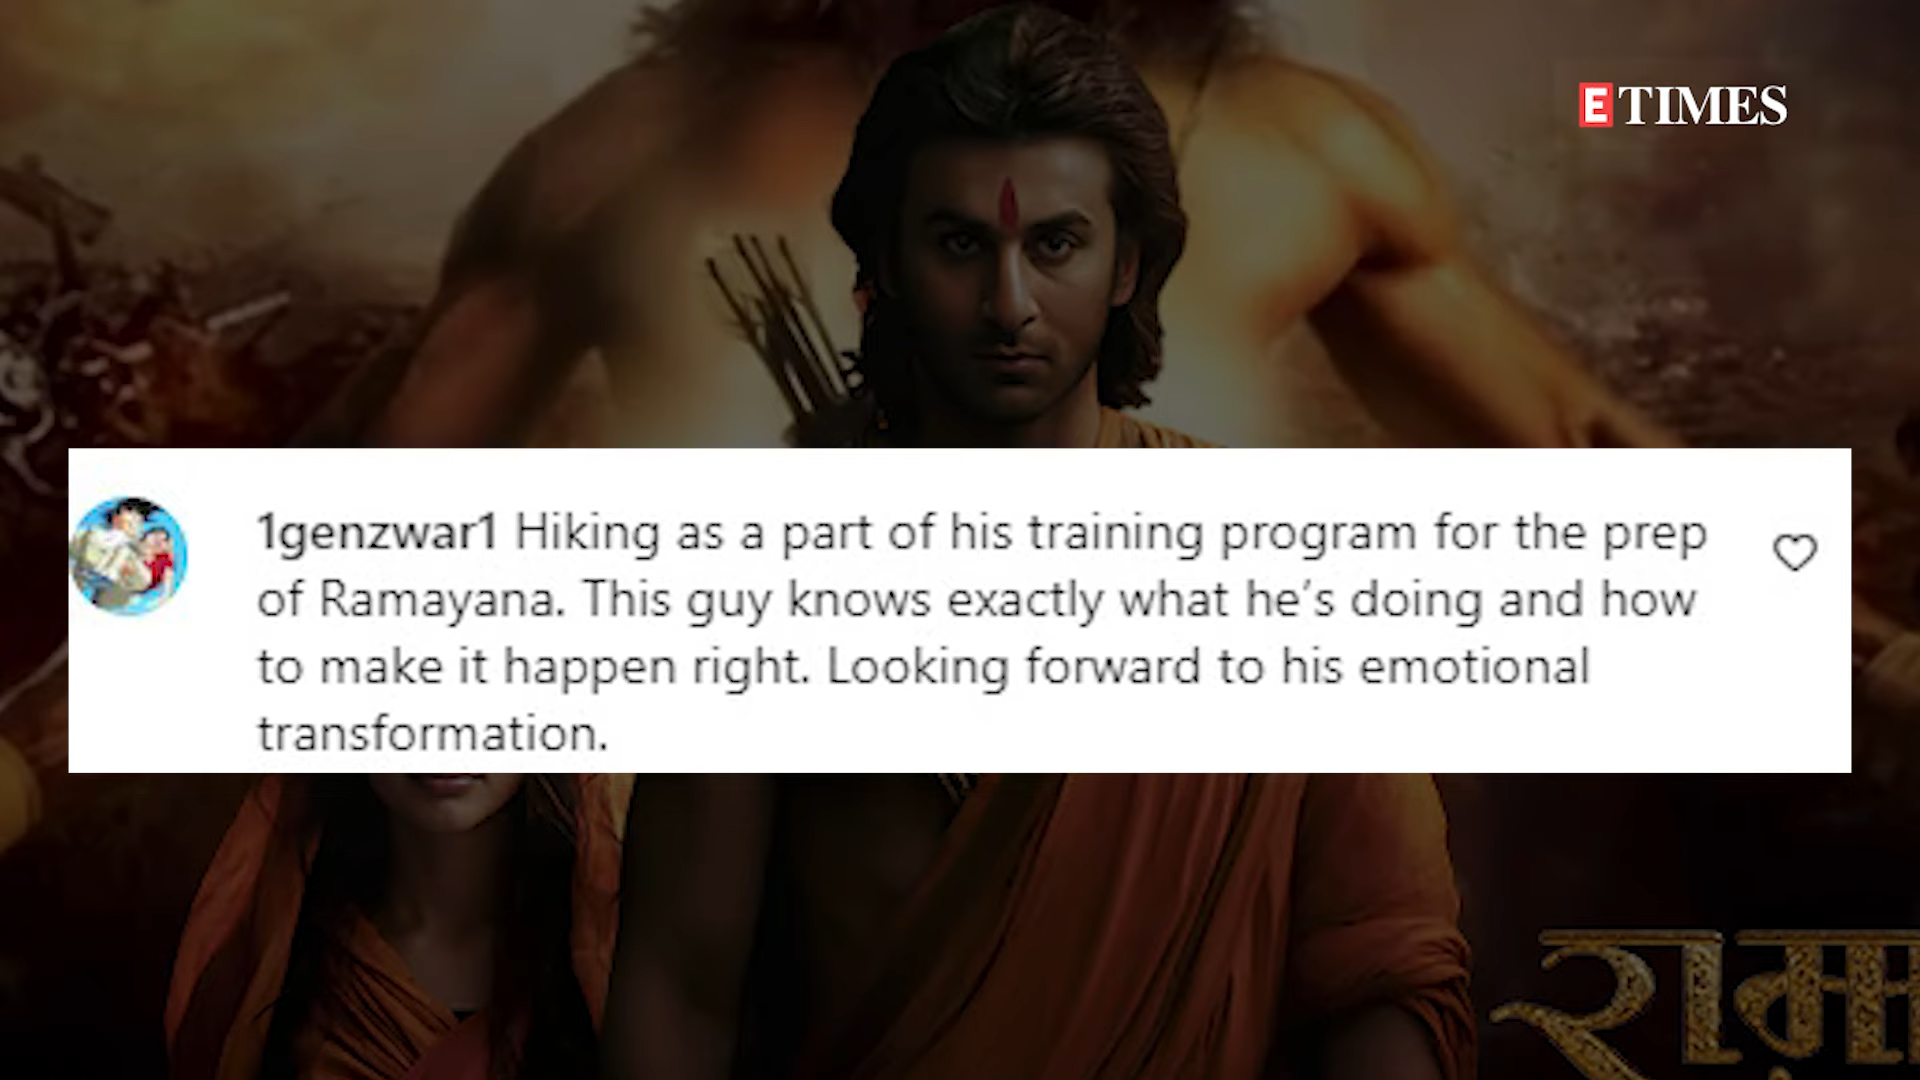 ETIMES
1genzwar1 Hiking as a part of his training program for the prep
of Ramayana. This guy knows exactly what he’s doing and how
to make it happen right. Looking forward to his emotional
transformation.
रामा